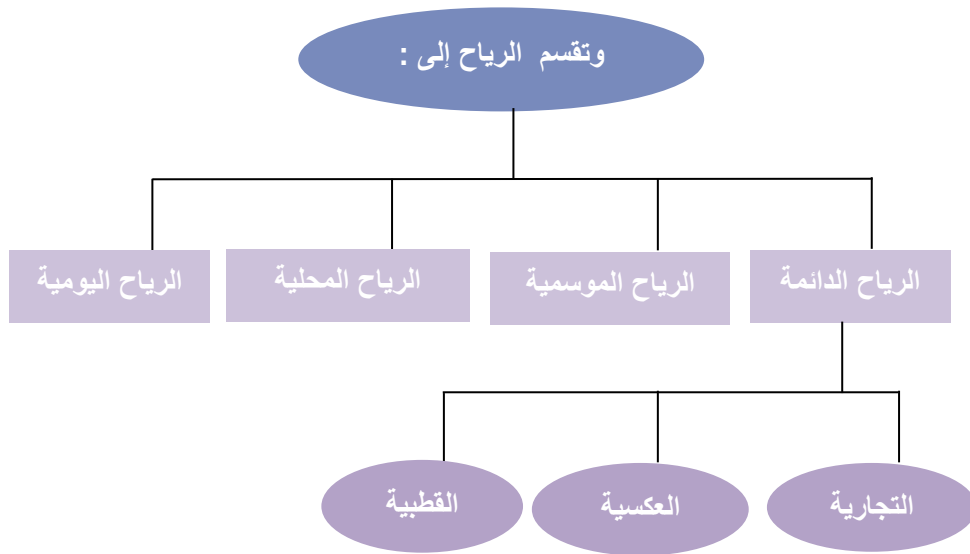 وتقسم الرياح إلى :
الرياح الدائمة
الرياح الموسمية
الرياح المحلية
الرياح اليومية
التجارية
العكسية
القطبية